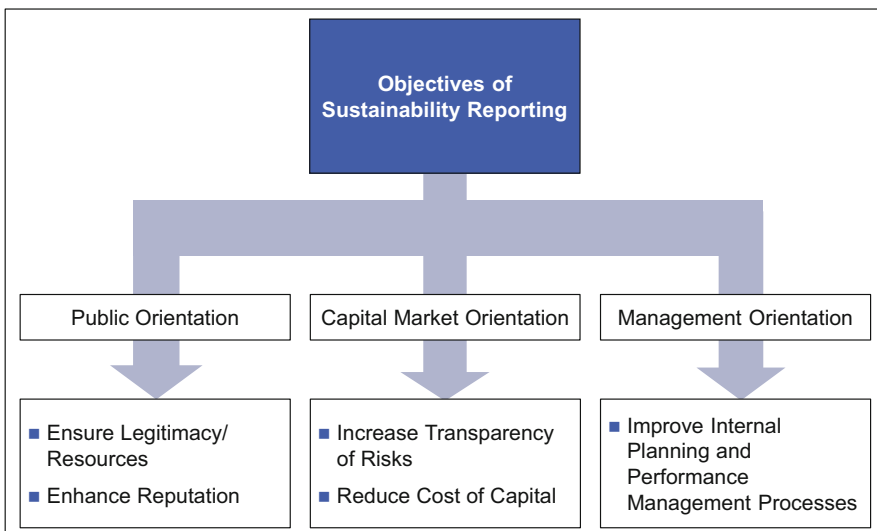 Objectives of
Sustainability Reporting
Public Orientation
Capital Market Orientation
Management Orientation
Ensure Legitimacy/
Resources
Enhance Reputation
Increase Transparency
of Risks
Reduce Cost of Capital
Improve Internal
Planning and
Performance
Management Processes